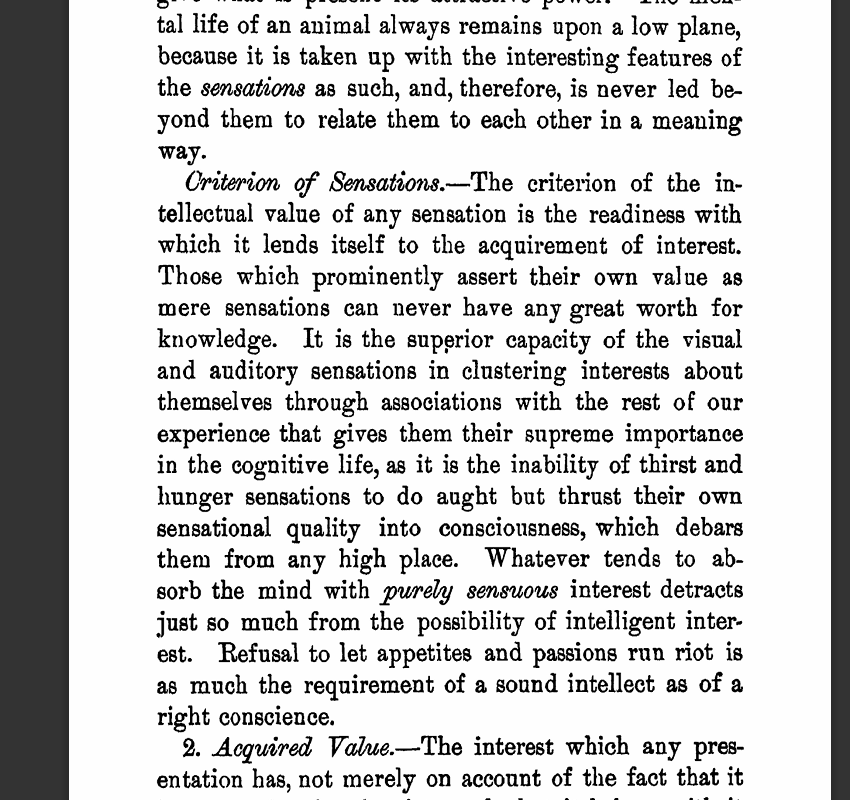 tal life of an animal always remains upon a low plane,
because it is taken up with the interesting features of
the sensations as such, and, therefore, is never led be-
yond them to relate them to each other in a meaning
way.
Criterion of Sensations.—The criterion of the in-
tellectual value of any sensation is the readiness with
which it lends itself to the acquirement of interest.
Those which prominently assert their own value as
mere sensations can never have any great worth for
knowledge. It is the superior capacity of the visual
and auditory sensations in clustering interests about
themselves through associations with the rest of our
experience that gives them their supreme importance
in the cognitive life, as it is the inability of thirst and
hunger sensations to do aught but thrust their own
sensational quality into consciousness, which debars
them from any high place. Whatever tends to ab-
sorb the mind with purely sensuous interest detracts
just so much from the possibility of intelligent inter-
est. Refusal to let appetites and passions run riot is
as much the requirement of a sound intellect as of a
right conscience.
2. Acquired Value.—The interest which any pres-
entation has, not merely on account of the fact that it